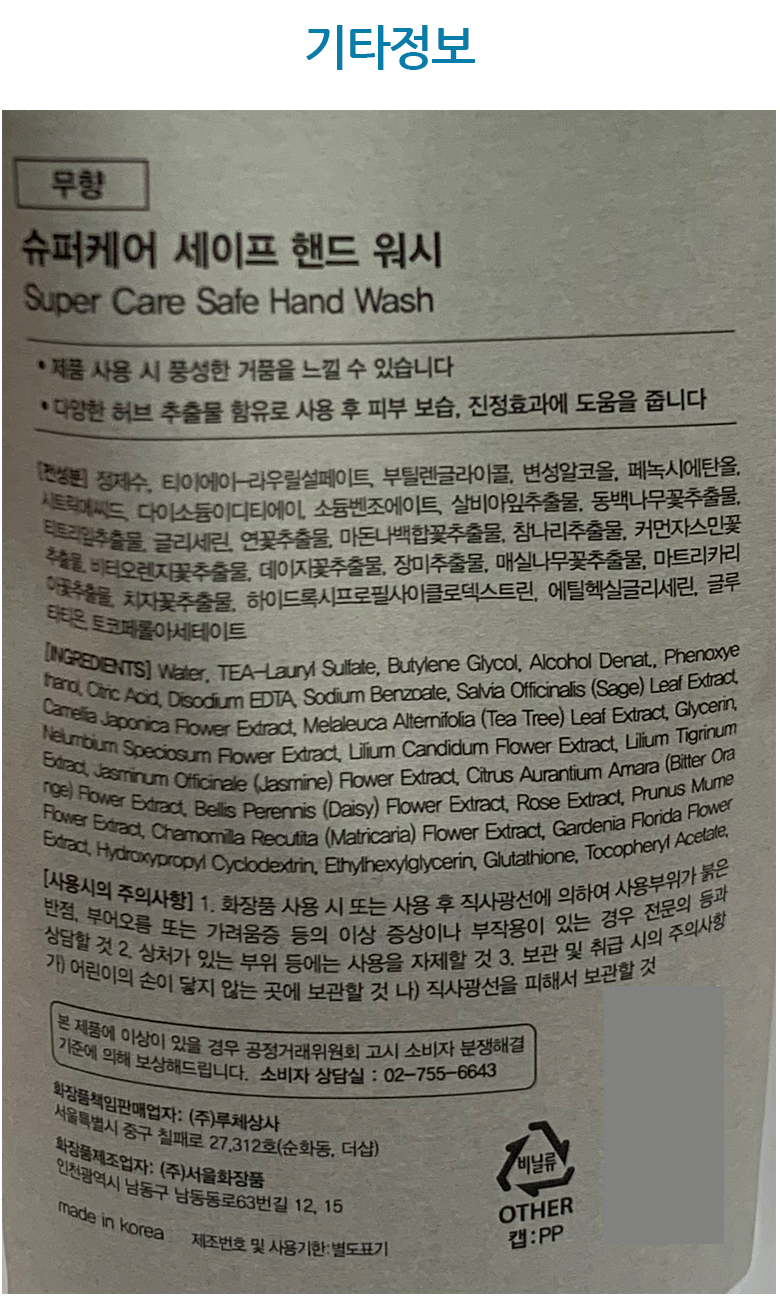 기타정보
무향
슈퍼케어 세이프 핸드 워시
Super Care Safe Hand Wash
• 제품 사용 시 풍성한 거품을 느낄 수 있습니다
• 다양한 허브 추출물 함유로 사용 후 피부 보습, 진정효과에 도움을 줍니다
[전성분] 정제수, 티이에이-라우릴설페이트, 부틸렌글라이콜, 변성알코올, 페녹시에탄올,
시트릭애씨드, 다이소듐이디티에이, 소듐벤조에이트, 살비아잎추출물, 동백나무꽃추출물,
티트리잎추출물, 글리세린, 연꽃추출물, 마돈나백합꽃추출물, 참나리추출물, 커먼자스민꽃
추출물, 비터오렌지꽃추출물, 데이지꽃추출물, 장미추출물, 매실나무꽃추출물, 마트리카리
아꽃추출물, 치자꽃추출물, 하이드록시프로필사이클로덱스트린, 에틸헥실글리세린, 글루
타티온, 토코페롤아세테이트
[INGREDIENTS] Water, TEA-Lauryl Sulfate, Butylene Glycol, Alcohol Denat., Phenoxye
thanol, Citric Acid, Disodium EDTA, Sodium Benzoate, Salvia Officinalis (Sage) Leaf Extract,
Camellia Japonica Flower Extract, Melaleuca Alternifolia (Tea Tree) Leaf Extract, Glycerin,
Nelumbium Speciosum Flower Extract, Lilium Candidum Flower Extract, Lilium Tigrinum
Extract, Jasminum Officinale (Jasmine) Flower Extract, Citrus Aurantium Amara (Bitter Ora
nge) Flower Extract, Bellis Perennis (Daisy) Flower Extract, Rose Extract, Prunus Mume
Flower Extract, Chamomilla Recutita (Matricaria) Flower Extract, Gardenia Florida Flower
Extract, Hydroxypropyl Cyclodextrin, Ethylhexylglycerin, Glutathione, Tocopheryl Acetate,
[사용시의 주의사항] 1. 화장품 사용 시 또는 사용 후 직사광선에 의하여 사용부위가 붉은
반점, 부어오름 또는 가려움증 등의 이상 증상이나 부작용이 있는 경우 전문의 등과
상담할 것 2. 상처가 있는 부위 등에는 사용을 자제할 것 3. 보관 및 취급 시의 주의사항
가) 어린이의 손이 닿지 않는 곳에 보관할 것 나) 직사광선을 피해서 보관할 것
본 제품에 이상이 있을 경우 공정거래위원회 고시 소비자 분쟁해결
기준에 의해 보상해드립니다. 소비자 상담실 : 02-755-6643
화장품책임판매업자: (주)루체상사
서울특별시 중구 칠패로 27,312호(순화동, 더샵)
화장품제조업자: (주)서울화장품
인천광역시 남동구 남동동로63번길 12, 15
made in korea 제조번호 및 사용기한:별도표기
비닐류
OTHER
캡:PP